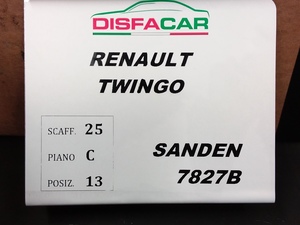 DISFACAR
RENAULT
TWINGO
SCAFF. 25
PIANO C
POSIZ. 13
SANDEN
7827B